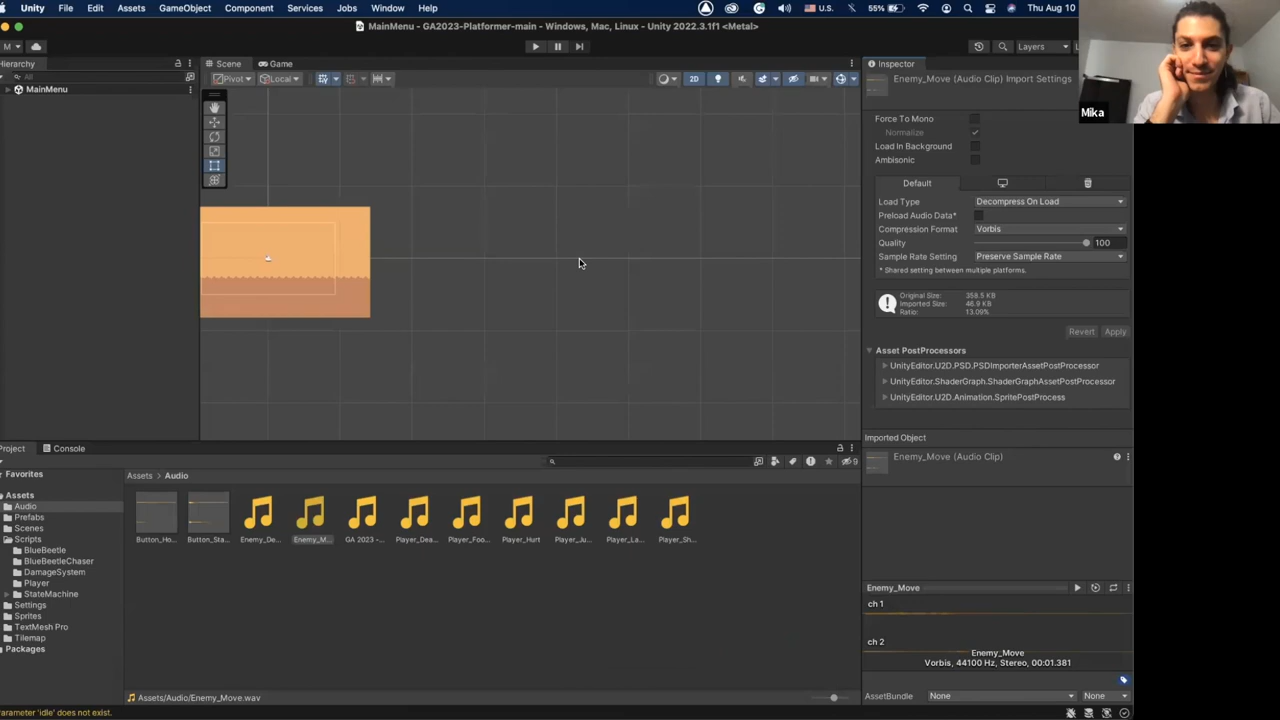 Unity File Edit Assets GameObject Component Services Jobs Window Help U.S. 55% Thu Aug 10
MainMenu - GA2023-Platformer-main - Windows, Mac, Linux - Unity 2022.3.1f1 <Metal>
M Layers
Hierarchy Scene Game Inspector
All Pivot Local 2D Enemy_Move (Audio Clip) Import Settings
MainMenu
Mika
Force To Mono
Normalize
Load In Background
Ambisonic
Default
Load Type Decompress On Load
Preload Audio Data*
Compression Format Vorbis
Quality 100
Sample Rate Setting Preserve Sample Rate
* Shared setting between multiple platforms.
Original Size: 358.5 KB
Imported Size: 46.9 KB
Ratio: 13.09%
Revert Apply
Asset PostProcessors
UnityEditor.U2D.PSD.PSDImporterAssetPostProcessor
UnityEditor.ShaderGraph.ShaderGraphAssetPostProcessor
UnityEditor.U2D.Animation.SpritePostProcess
Imported Object
Enemy_Move (Audio Clip)
Project Console
9
Favorites
Assets
Audio
Prefabs
Scenes
Scripts
BlueBeetle
BlueBeetleChaser
DamageSystem
Player
StateMachine
Settings
Sprites
TextMesh Pro
Tilemap
Packages
Assets > Audio
Button_Ho... Button_Sta... Enemy_De... Enemy_M... GA 2023 -... Player_Dea... Player_Foo... Player_Hurt Player_Ju... Player_La... Player_Sh...
Assets/Audio/Enemy_Move.wav
Enemy_Move
ch 1
ch 2
Enemy_Move
Vorbis, 44100 Hz, Stereo, 00:01.381
AssetBundle None None
Parameter 'idle' does not exist.